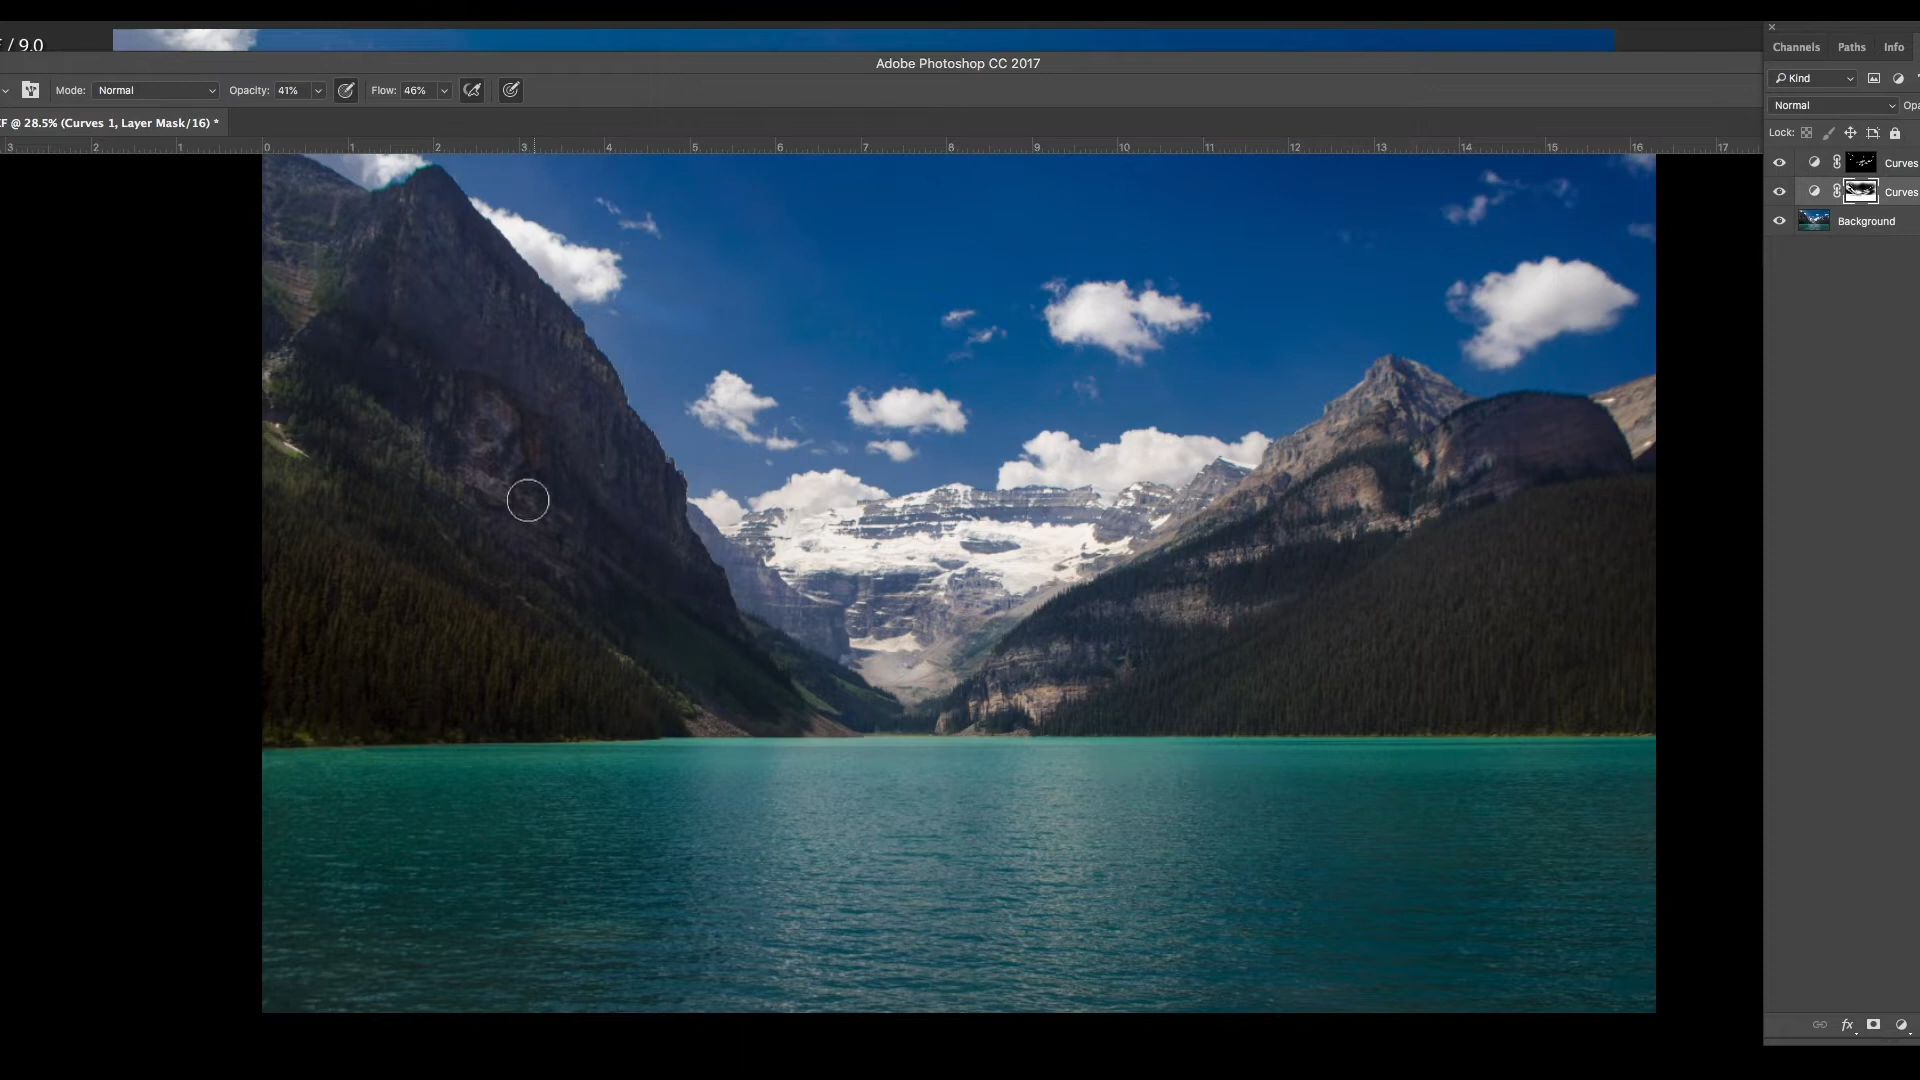 / 9.0
Adobe Photoshop CC 2017
Mode: Normal Opacity: 41% Flow: 46%
F @ 28.5% (Curves 1, Layer Mask/16) *
3 2 1 0 1 2 3 4 5 6 7 8 9 10 11 12 13 14 15 16 17
Channels Paths Info
Kind
Normal Opa
Lock:
Curves
Curves
Background
fx